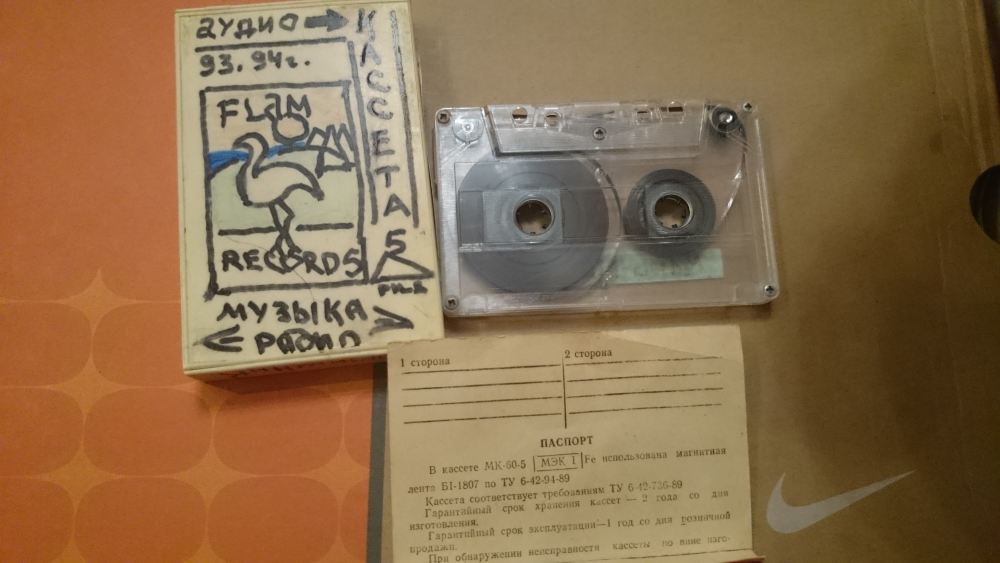 аудио → КАССЕТА 5
93.94г.
FLaM
RECORDS
МУЗЫКА
РАДИО
1 сторона
2 сторона
ПАСПОРТ
В кассете МК-60-5 МЭК I Fe использована магнитная
лента Б1-1807 по ТУ 6-42-94-89
Кассета соответствует требованиям ТУ 6-42-736-89
Гарантийный срок хранения кассет — 2 года со дня
изготовления.
Гарантийный срок эксплуатации—1 год со дня розничной
продажи.
При обнаружении неисправности кассеты по вине изго-